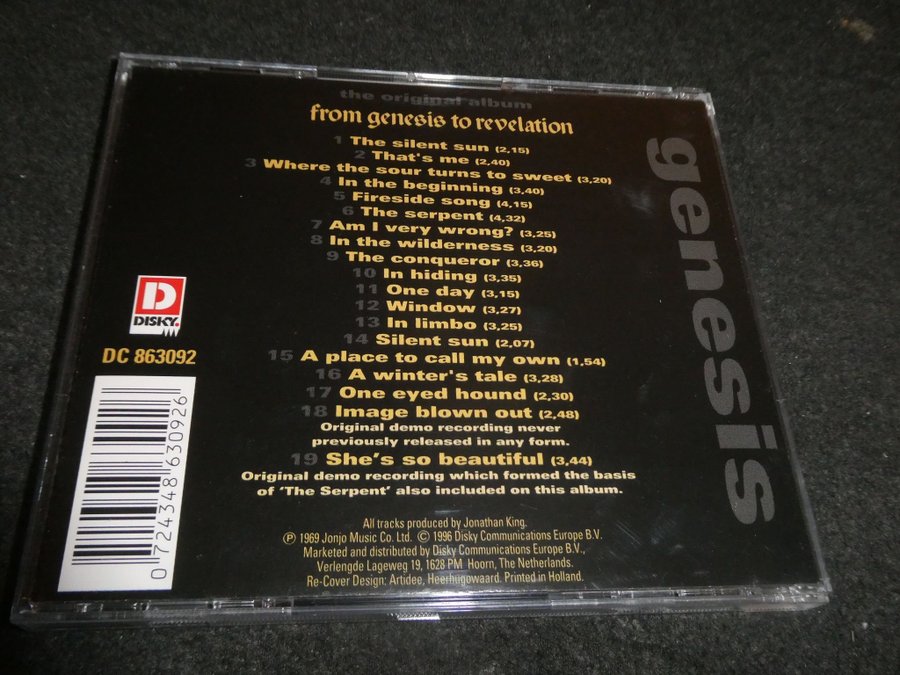 the original album
from genesis to revelation
1 The silent sun (2,15)
2 That's me (2,40)
3 Where the sour turns to sweet (3,20)
4 In the beginning (3,40)
5 Fireside song (4,15)
6 The serpent (4,32)
7 Am I very wrong? (3,25)
8 In the wilderness (3,20)
9 The conqueror (3,36)
10 In hiding (3,35)
11 One day (3,15)
12 Window (3,27)
13 In limbo (3,25)
14 Silent sun (2,07)
15 A place to call my own (1,54)
16 A winter's tale (3,28)
17 One eyed hound (2,30)
18 Image blown out (2,48)
Original demo recording never
previously released in any form.
19 She's so beautiful (3,44)
Original demo recording which formed the basis
of ‘The Serpent’ also included on this album.
All tracks produced by Jonathan King.
℗ 1969 Jonjo Music Co. Ltd. © 1996 Disky Communications Europe B.V.
Marketed and distributed by Disky Communications Europe B.V.,
Verlengde Lageweg 19, 1628 PM Hoorn, The Netherlands.
Re-Cover Design: Artidee, Heerhugowaard. Printed in Holland.
genesis
D
DISKY.
DC 863092
0 724348 630926